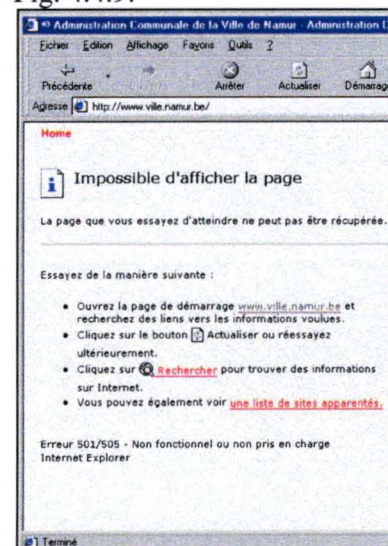 Administration Communale de la Ville de Namur - Administration
Fichier Edition Affichage Favoris Outils ?
Précédente Arrêter Actualiser Démarrage
Adresse http://www.ville.namur.be/
Home
Impossible d'afficher la page
La page que vous essayez d'atteindre ne peut pas être récupérée.
Essayez de la manière suivante :
• Ouvrez la page de démarrage www.ville.namur.be et
recherchez des liens vers les informations voulues.
• Cliquez sur le bouton Actualiser ou réessayez
ultérieurement.
• Cliquez sur Rechercher pour trouver des informations
sur Internet.
• Vous pouvez également voir une liste de sites apparentés.
Erreur 501/505 - Non fonctionnel ou non pris en charge
Internet Explorer
Terminé